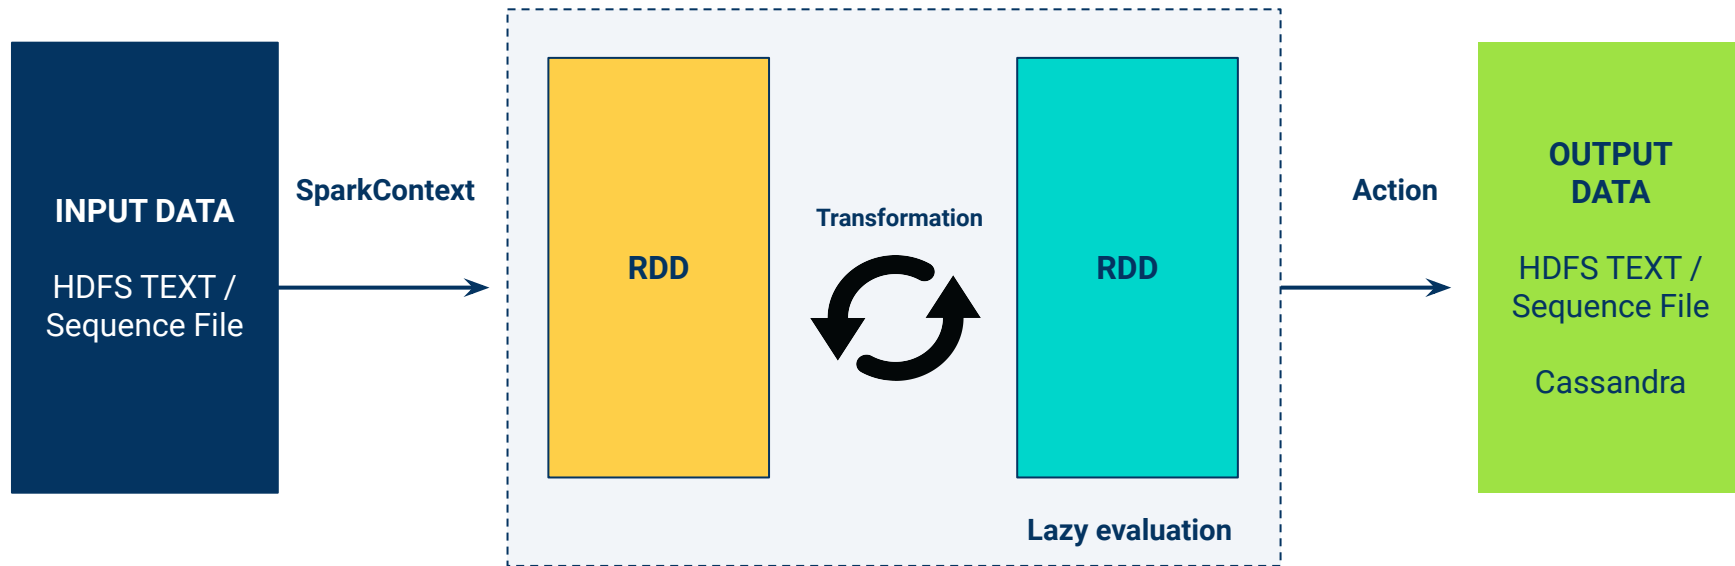 INPUT DATA
HDFS TEXT /
Sequence File
SparkContext
RDD
Transformation
RDD
Lazy evaluation
Action
OUTPUT
DATA
HDFS TEXT /
Sequence File
Cassandra